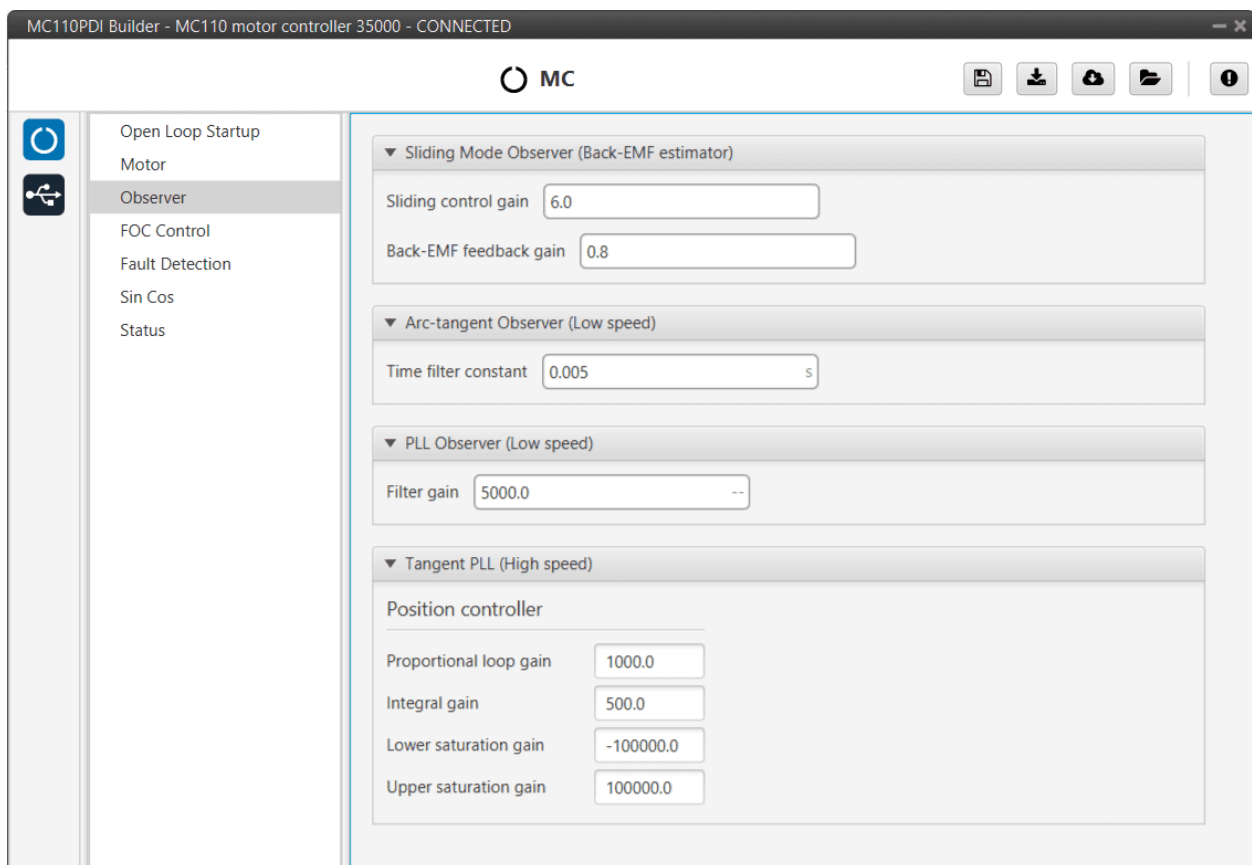 MC110PDI Builder - MC110 motor controller 35000 - CONNECTED
MC
Open Loop Startup
Motor
Observer
FOC Control
Fault Detection
Sin Cos
Status
Sliding Mode Observer (Back-EMF estimator)
Sliding control gain 6.0
Back-EMF feedback gain 0.8
Arc-tangent Observer (Low speed)
Time filter constant 0.005 s
PLL Observer (Low speed)
Filter gain 5000.0 --
Tangent PLL (High speed)
Position controller
Proportional loop gain 1000.0
Integral gain 500.0
Lower saturation gain -100000.0
Upper saturation gain 100000.0